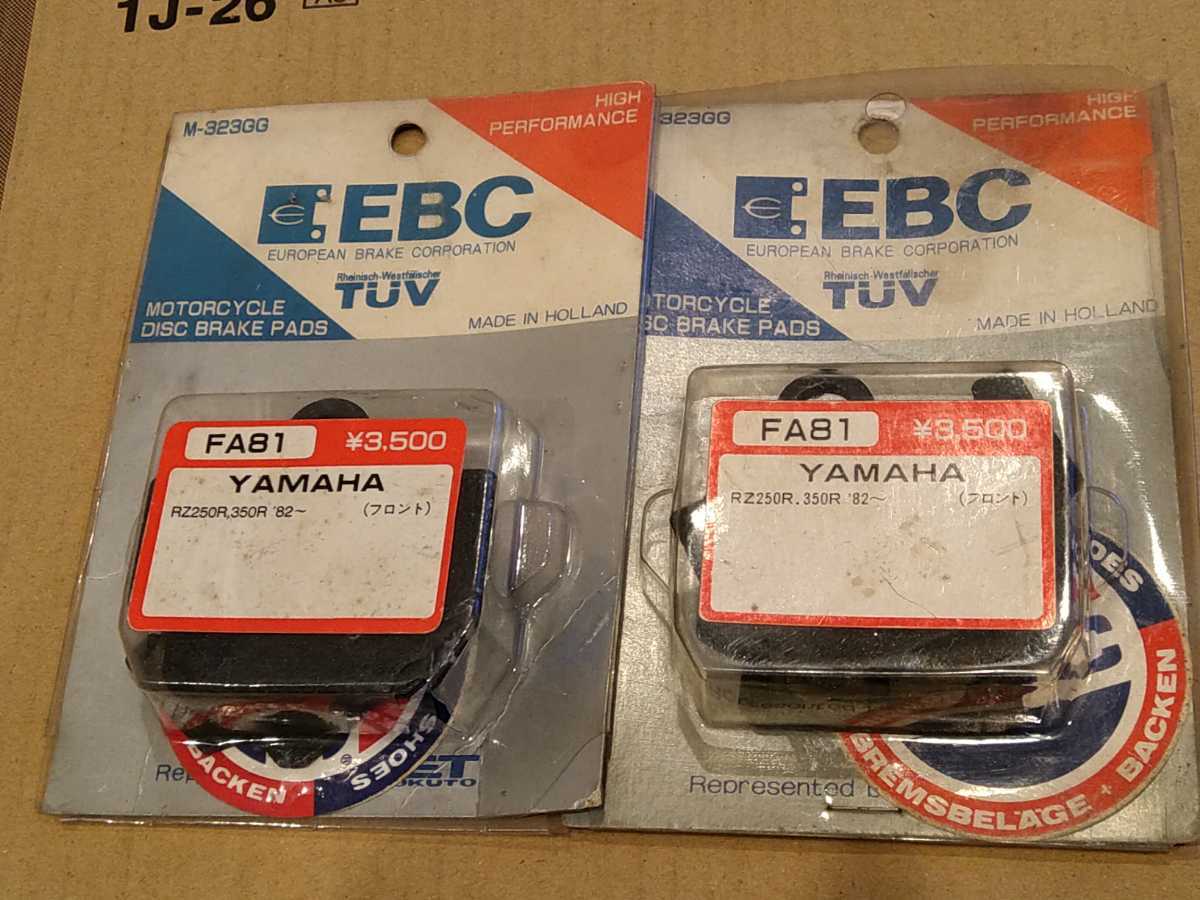 1J-26
M-323GG
HIGH
PERFORMANCE
EBC
EUROPEAN BRAKE CORPORATION
Rheinisch-Westfälischer
TÜV
MOTORCYCLE
DISC BRAKE PADS
MADE IN HOLLAND
FA81 ¥3,500
YAMAHA
RZ250R,350R '82~ (フロント)
BACKEN
SHOES
323GG
HIGH
PERFORMANCE
EBC
EUROPEAN BRAKE CORPORATION
Rheinisch-Westfälischer
TÜV
OTORCYCLE
SC BRAKE PADS
MADE IN HOLLAND
FA81 ¥3,500
YAMAHA
RZ250R.350R '82~ (フロント)
OES
BREMSBELÄGE + BACKEN
Represented